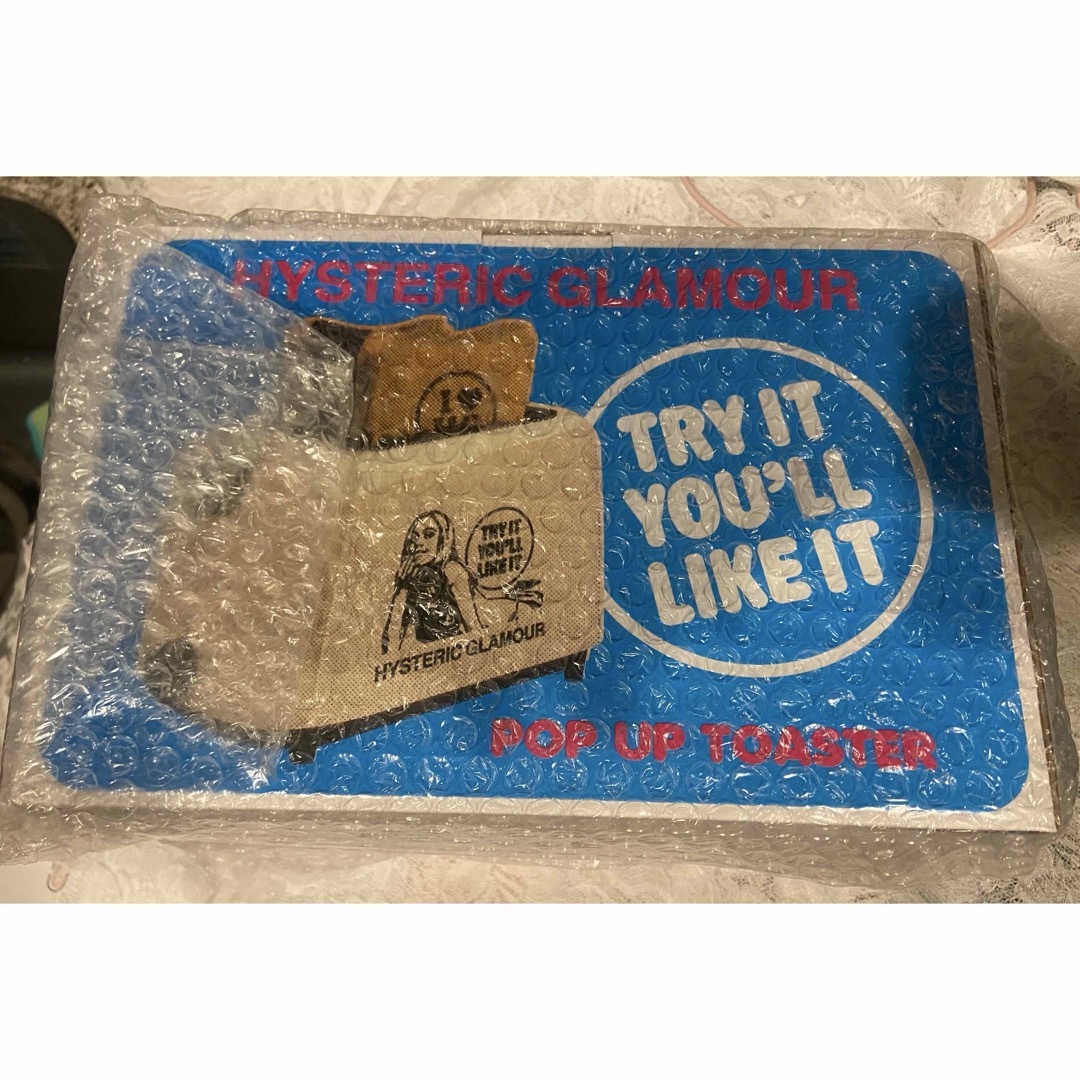 HYSTERIC GLAMOUR
I
TRY IT
YOU'LL
LIKE IT
TRY IT
YOU'LL
LIKE IT
HYSTERIC GLAMOUR
POP UP TOASTER